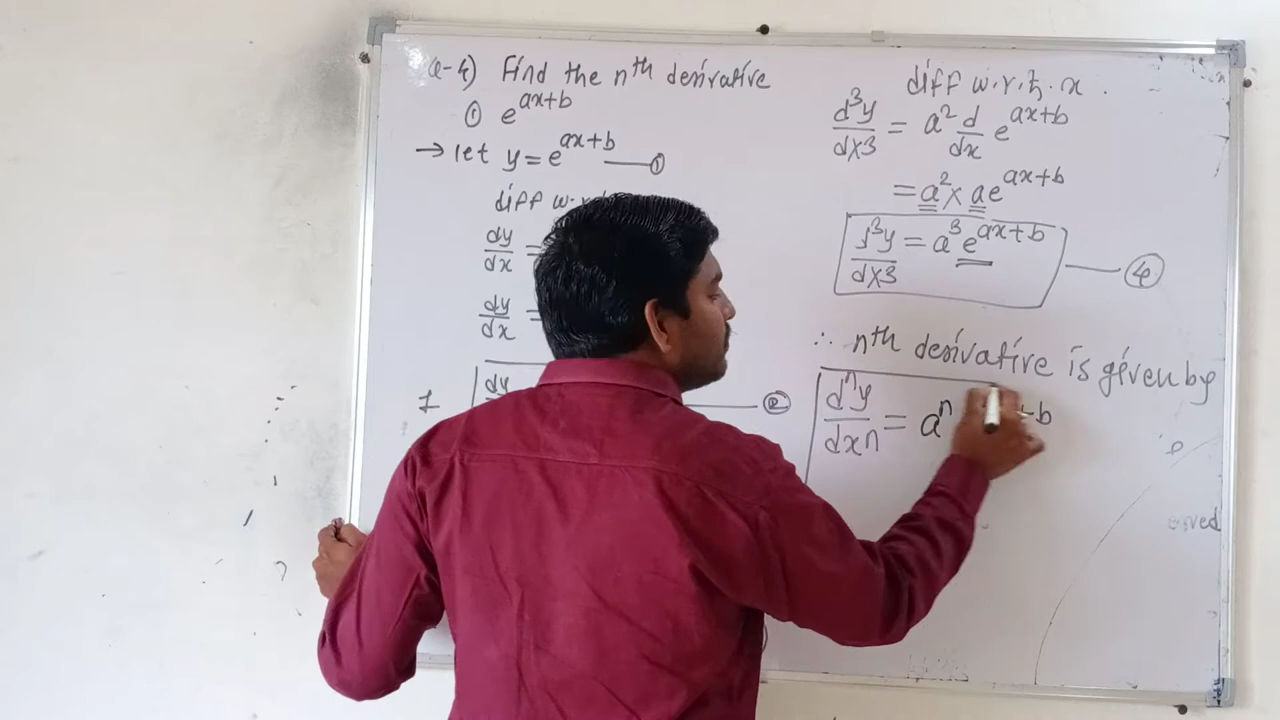 Q-4) Find the nth derivative
① e^ax+b
→ let y = e^ax+b ——①
diff w.r.t
dy/dx =
dy/dx =
1 dy ——②
diff w.r.t. x.
d³y/dx3 = a² d/dx e^ax+b
= a² x a e^ax+b
d³y/dx3 = a³ e^ax+b ——④
∴ nth derivative is given by
dⁿy/dxn = aⁿ +b